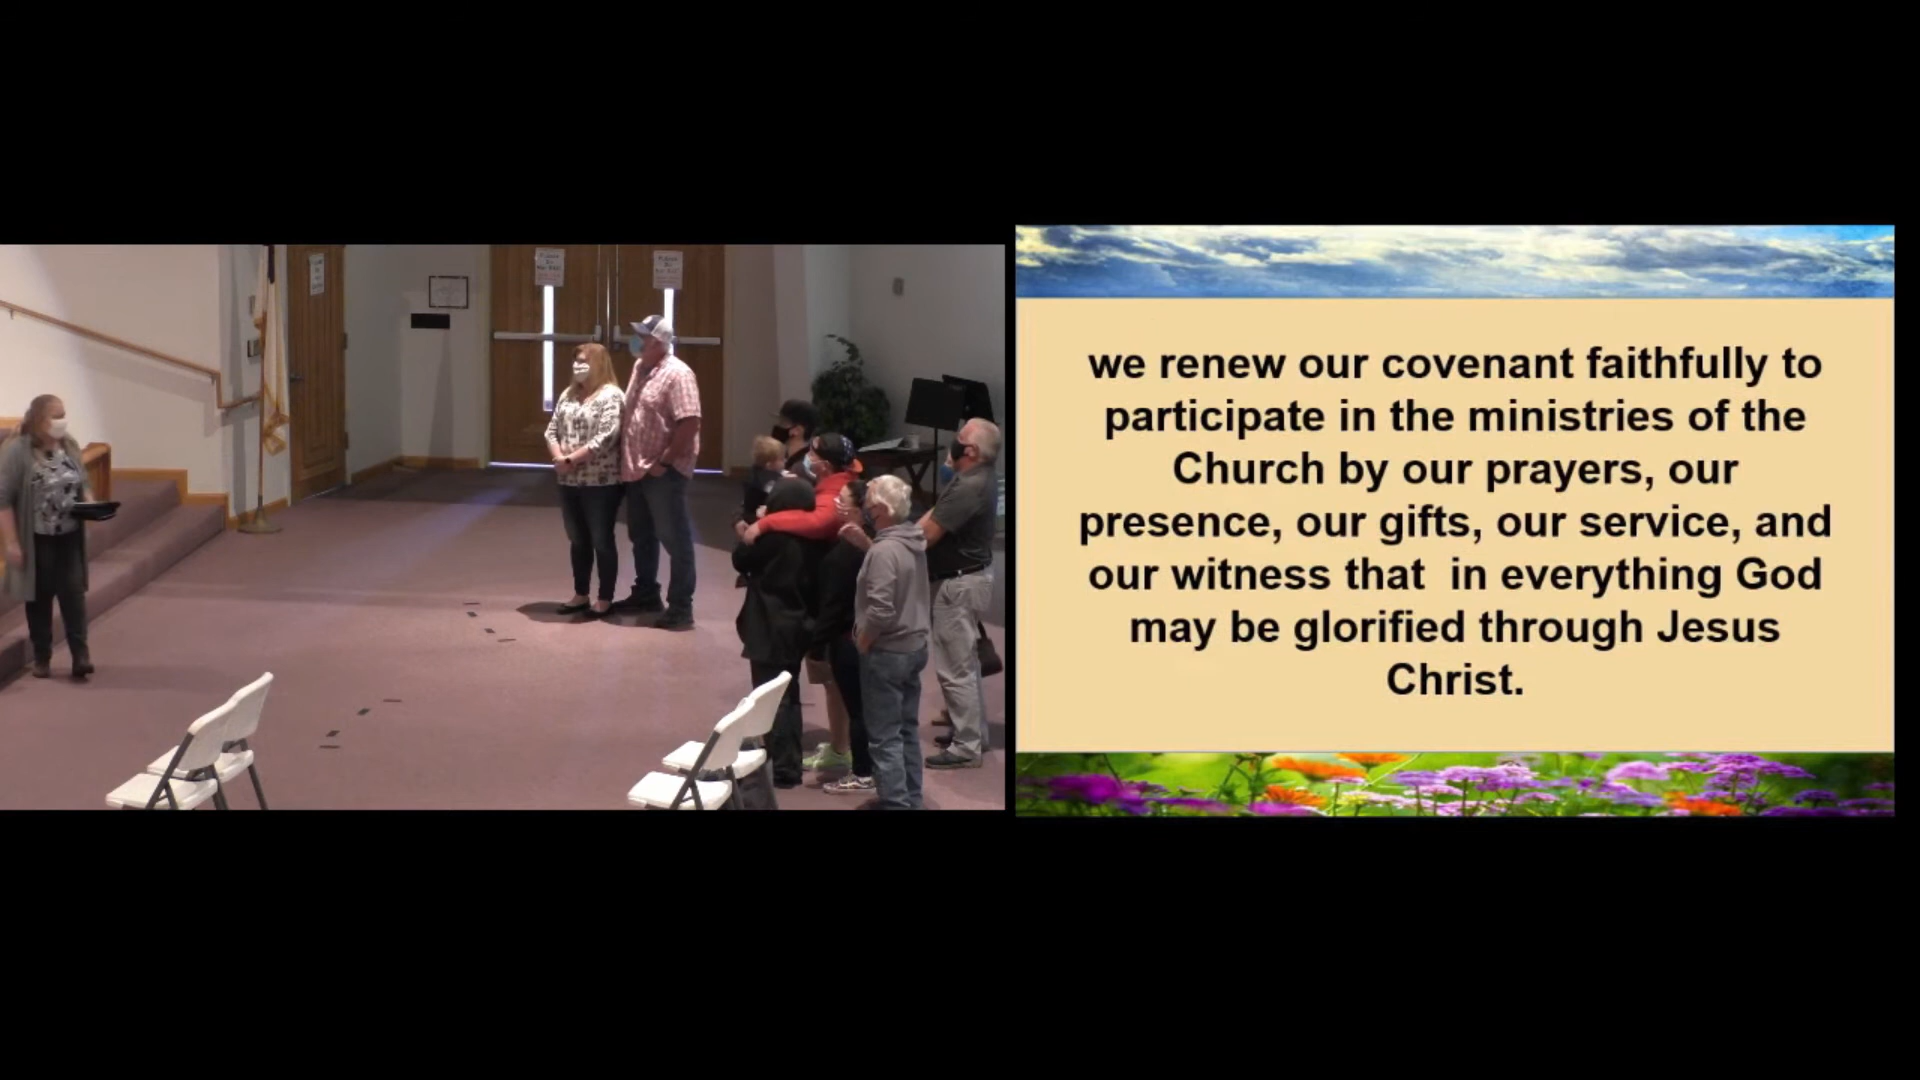 we renew our covenant faithfully to
participate in the ministries of the
Church by our prayers, our
presence, our gifts, our service, and
our witness that in everything God
may be glorified through Jesus
Christ.